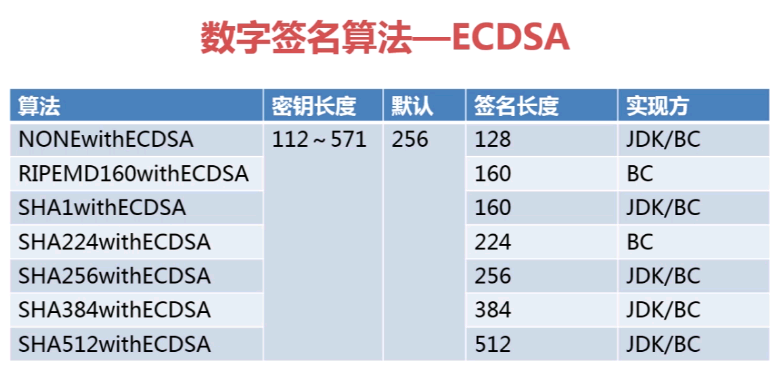 数字签名算法—ECDSA
算法 密钥长度 默认 签名长度 实现方
NONEwithECDSA 112～571 256 128 JDK/BC
RIPEMD160withECDSA 160 BC
SHA1withECDSA 160 JDK/BC
SHA224withECDSA 224 BC
SHA256withECDSA 256 JDK/BC
SHA384withECDSA 384 JDK/BC
SHA512withECDSA 512 JDK/BC